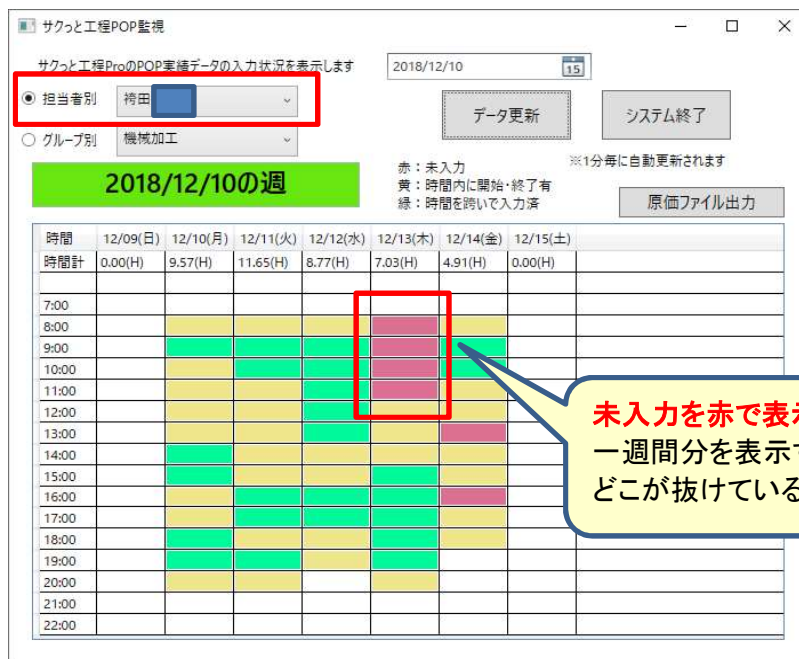 サクっと工程POP監視
サクっと工程ProのPOP実績データの入力状況を表示します
2018/12/10
15
担当者別 袴田
データ更新
システム終了
グループ別 機械加工
赤：未入力
※1分毎に自動更新されます
黄：時間内に開始・終了有
緑：時間を跨いで入力済
2018/12/10の週
原価ファイル出力
時間 12/09(日) 12/10(月) 12/11(火) 12/12(水) 12/13(木) 12/14(金) 12/15(土)
時間計 0.00(H) 9.57(H) 11.65(H) 8.77(H) 7.03(H) 4.91(H) 0.00(H)
7:00
8:00
9:00
10:00
11:00
12:00
13:00
14:00
15:00
16:00
17:00
18:00
19:00
20:00
21:00
22:00
未入力を赤で表
一週間分を表示
どこが抜けている